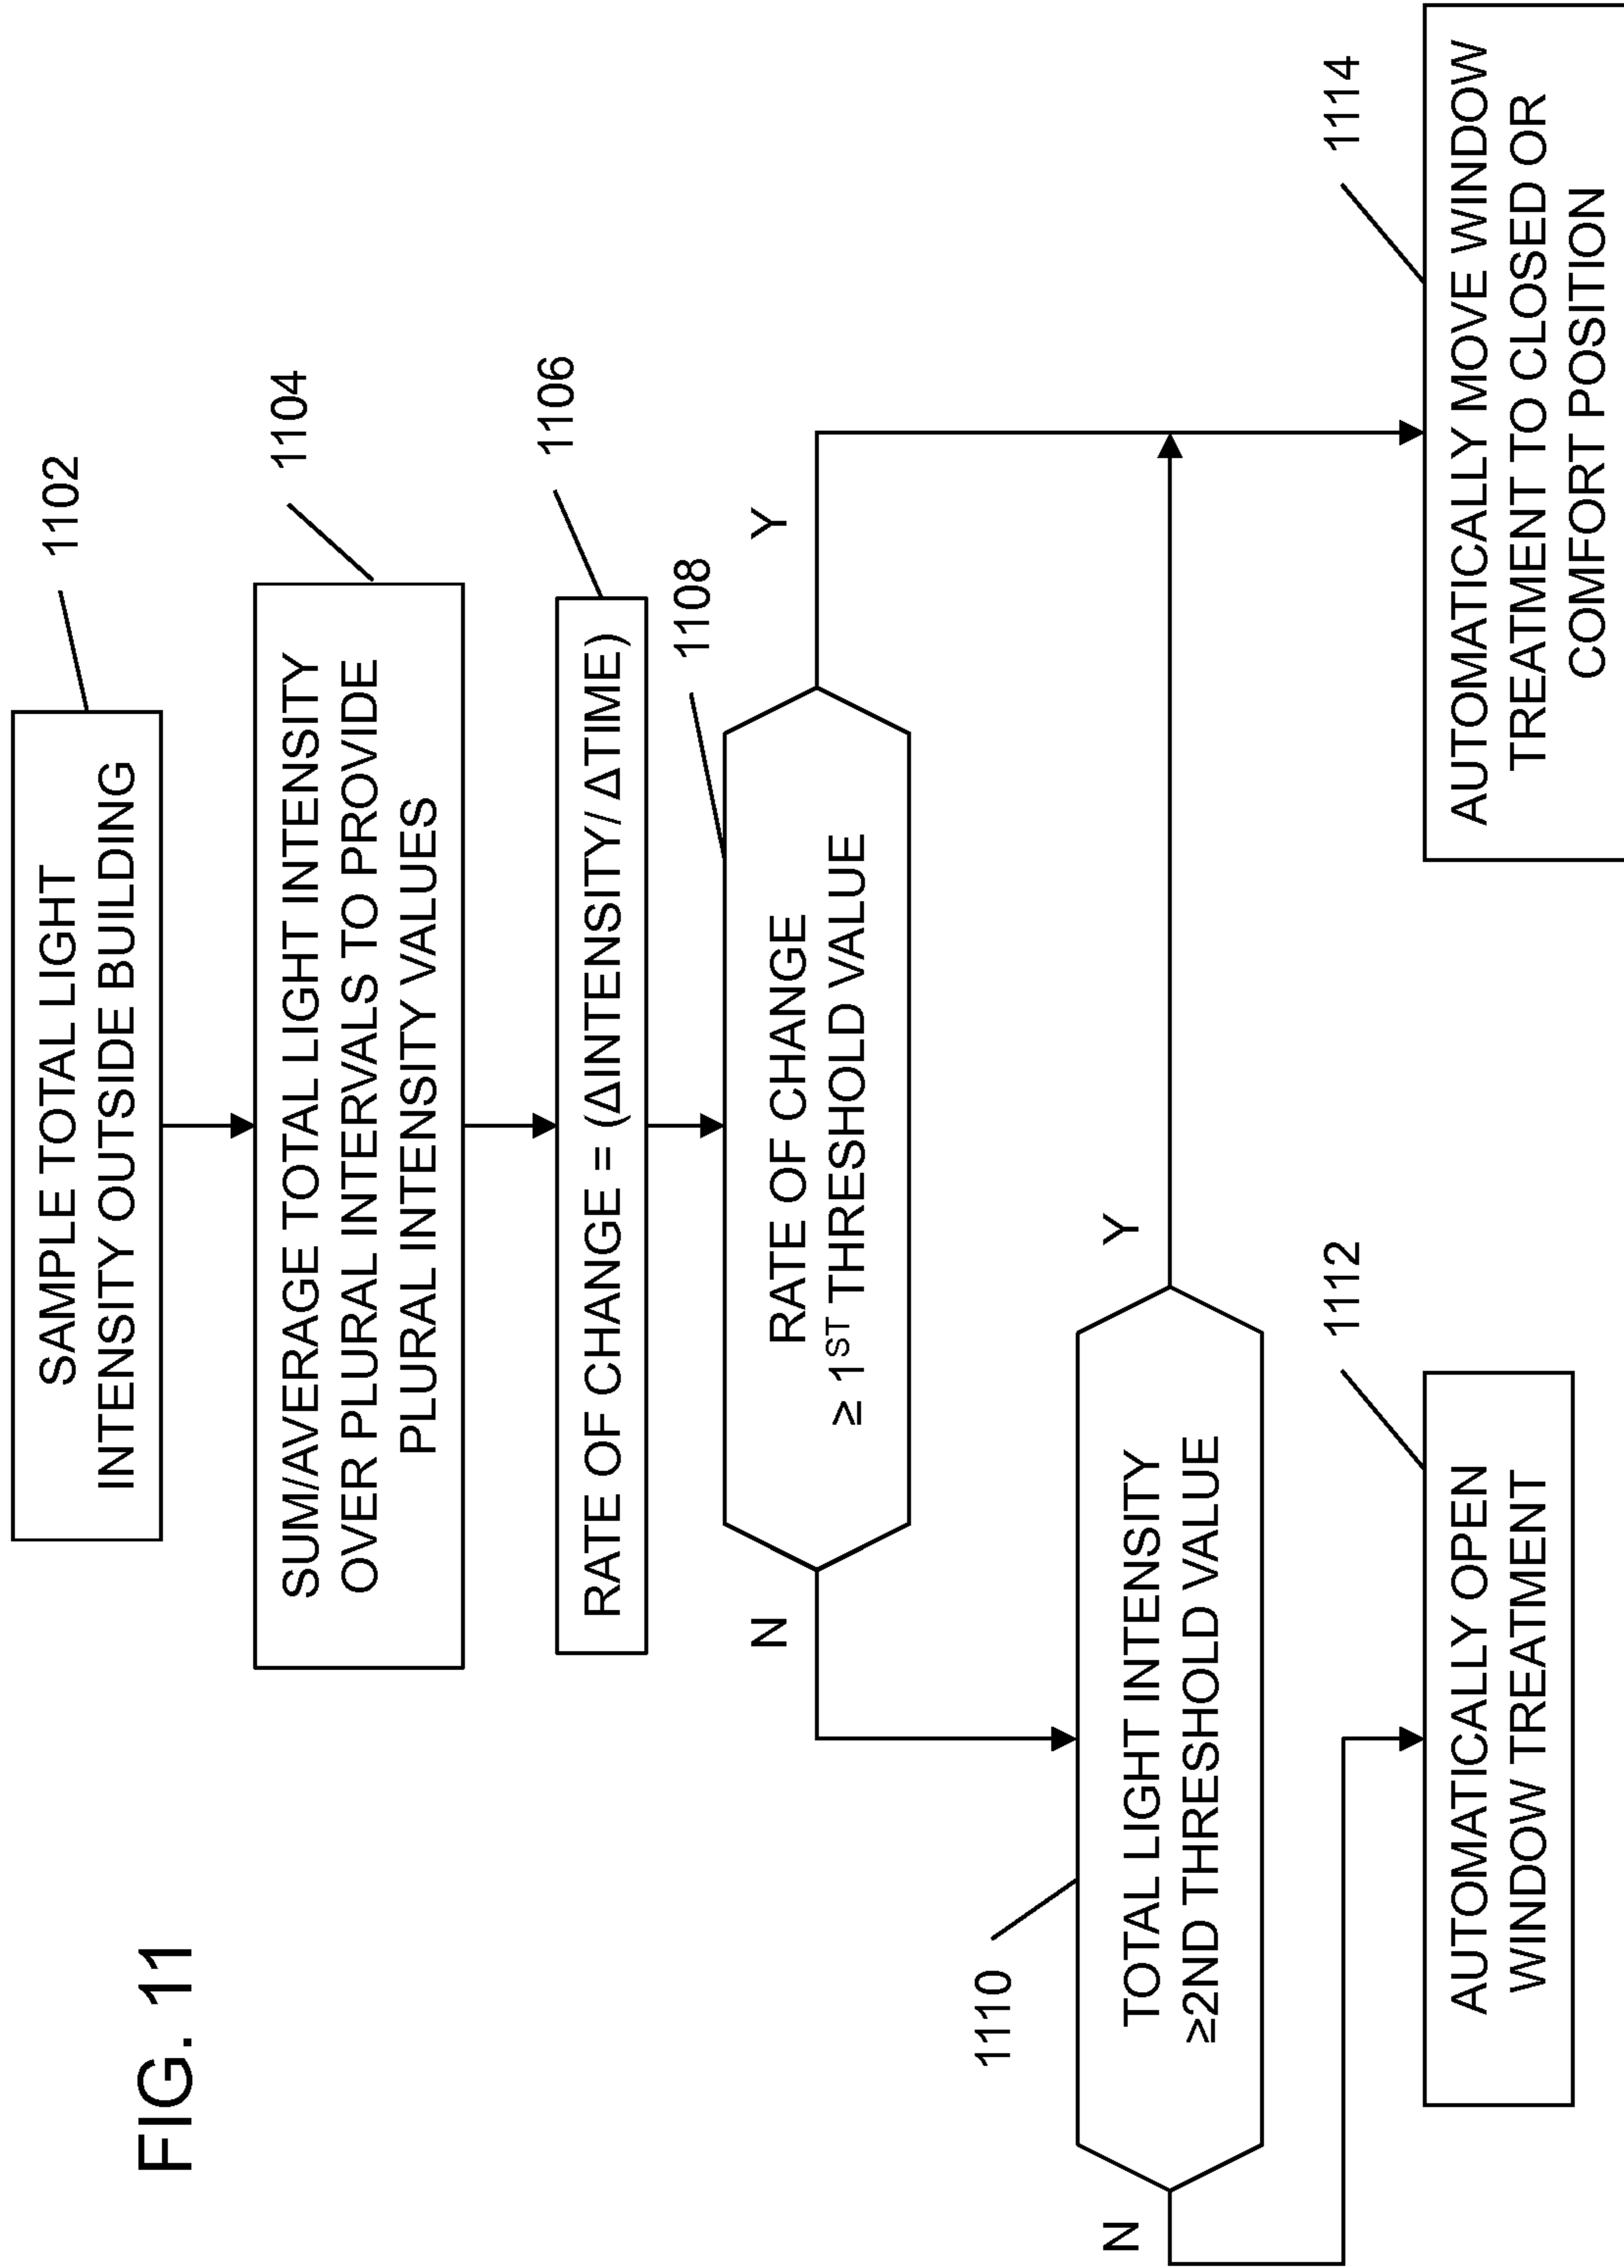 FIG. 11
1102
SAMPLE TOTAL LIGHT
INTENSITY OUTSIDE BUILDING
1104
SUM/AVERAGE TOTAL LIGHT INTENSITY
OVER PLURAL INTERVALS TO PROVIDE
PLURAL INTENSITY VALUES
1106
RATE OF CHANGE = (ΔINTENSITY/ ΔTIME)
1108
N
Y
RATE OF CHANGE
≥ 1ST THRESHOLD VALUE
1110
N
Y
TOTAL LIGHT INTENSITY
≥2ND THRESHOLD VALUE
1112
AUTOMATICALLY OPEN
WINDOW TREATMENT
1114
AUTOMATICALLY MOVE WINDOW
TREATMENT TO CLOSED OR
COMFORT POSITION